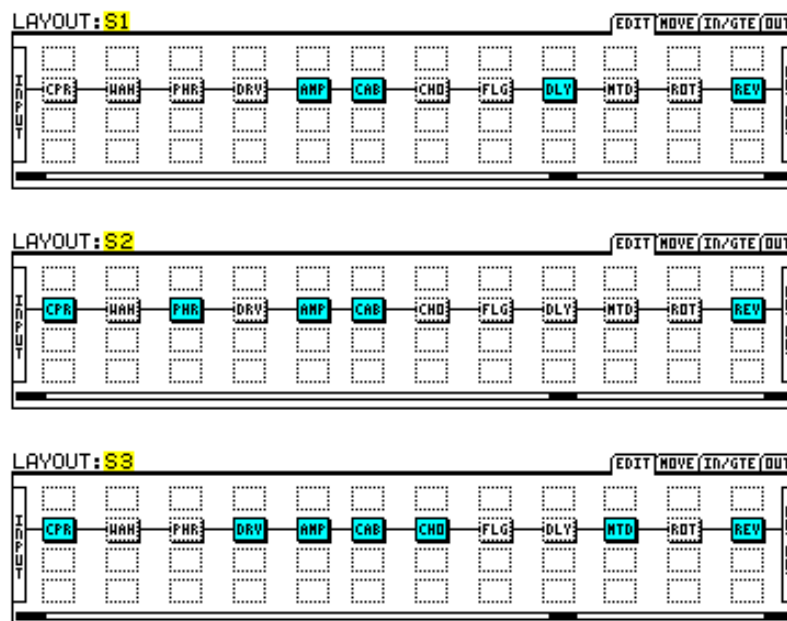 LAYOUT:S1 EDIT MOVE IN/GTE OUT
INPUT CPR WAH PHR DRV AMP CAB CHO FLG DLY MTD ROT REV
LAYOUT:S2 EDIT MOVE IN/GTE OUT
INPUT CPR WAH PHR DRV AMP CAB CHO FLG DLY MTD ROT REV
LAYOUT:S3 EDIT MOVE IN/GTE OUT
INPUT CPR WAH PHR DRV AMP CAB CHO FLG DLY MTD ROT REV